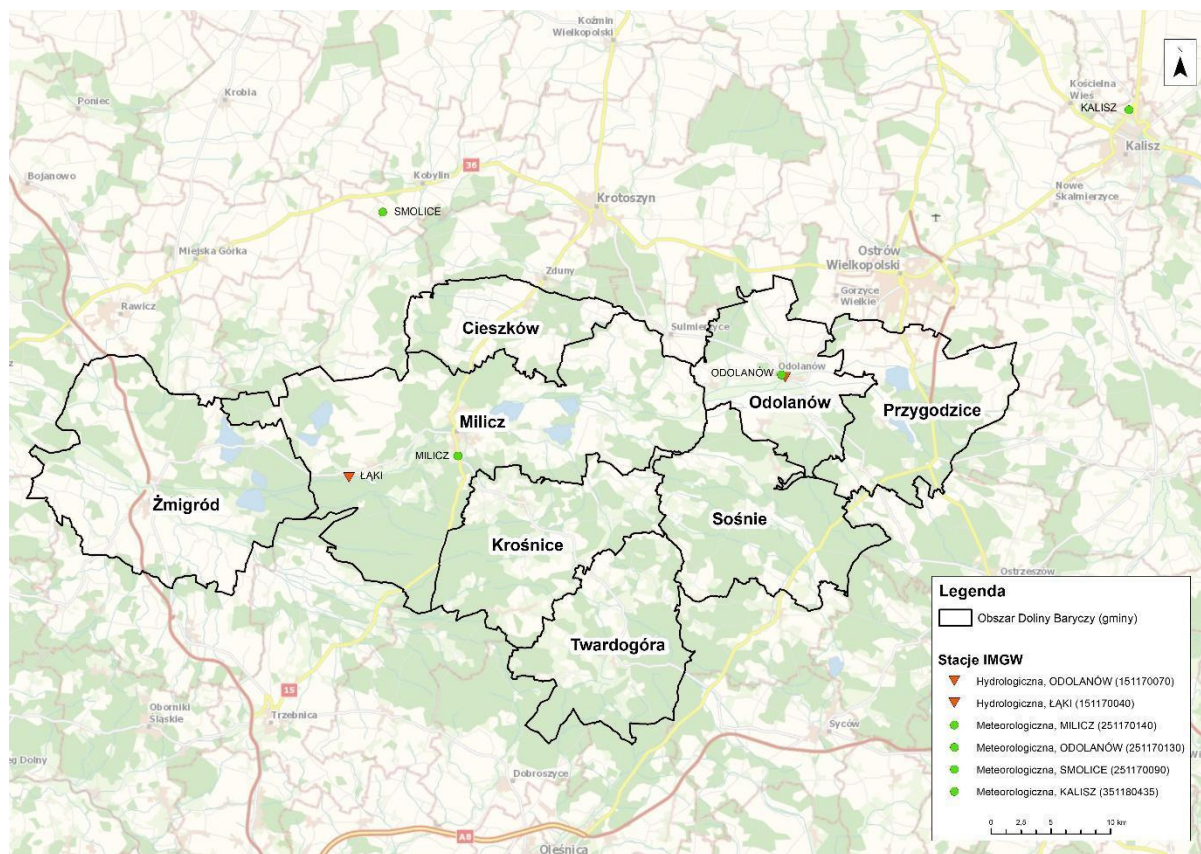 Koźmin
Wielkopolski
Krobia
Poniec
Kościelna
Wieś
KALISZ
Kalisz
36
Bojanowo
Kobylin
SMOLICE
Krotoszyn
Nowe
Skalmierzyce
Miejska Górka
Ostrów
Wielkopolski
Zduny
Gorzyce
Wielkie
Rawicz
Cieszków
Sulmierzyce
ODOLANÓW
Odolanów
Odolanów
Przygodzice
Milicz
MILICZ
ŁĄKI
Żmigród
Sośnie
Krośnice
Ostrzeszów
Twardogóra
15
Trzebnica
Oborniki
Śląskie
Syców
eg Dolny
Dobroszyce
A8
Oleśnica
Legenda
Obszar Doliny Baryczy (gminy)
Stacje IMGW
Hydrologiczna, ODOLANÓW (151170070)
Hydrologiczna, ŁĄKI (151170040)
Meteorologiczna, MILICZ (251170140)
Meteorologiczna, ODOLANÓW (251170130)
Meteorologiczna, SMOLICE (251170090)
Meteorologiczna, KALISZ (351180435)
0 2,5 5 10 km